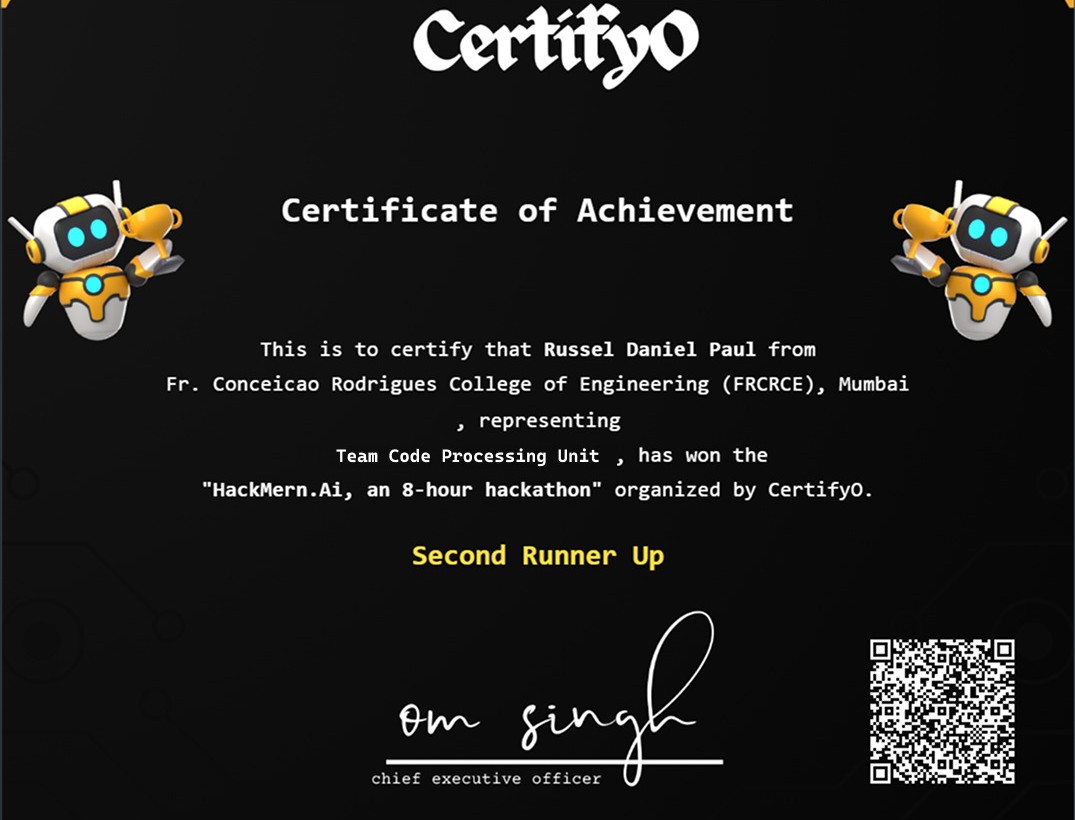 CertifyO
Certificate of Achievement
This is to certify that Russel Daniel Paul from
Fr. Conceicao Rodrigues College of Engineering (FRCRCE), Mumbai
, representing
Team Code Processing Unit , has won the
"HackMern.Ai, an 8-hour hackathon" organized by CertifyO.
Second Runner Up
om singh
chief executive officer